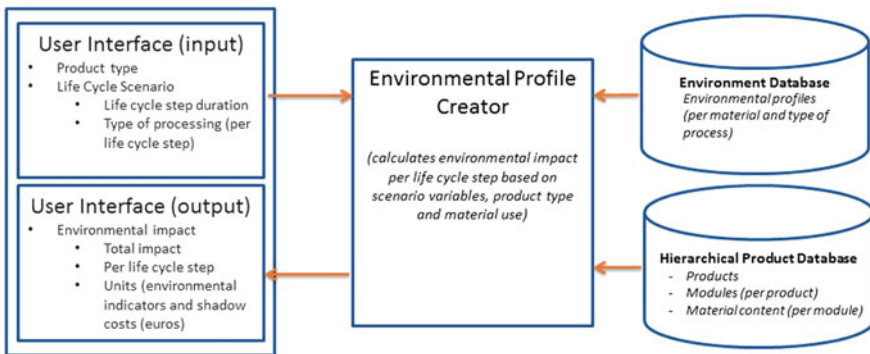 User Interface (input)
• Product type
• Life Cycle Scenario
• Life cycle step duration
• Type of processing (per
life cycle step)
User Interface (output)
• Environmental impact
• Total impact
• Per life cycle step
• Units (environmental
indicators and shadow
costs (euros)
Environmental Profile
Creator
(calculates environmental impact
per life cycle step based on
scenario variables, product type
and material use)
Environment Database
Environmental profiles
(per material and type of
process)
Hierarchical Product Database
- Products
- Modules (per product)
- Material content (per module)